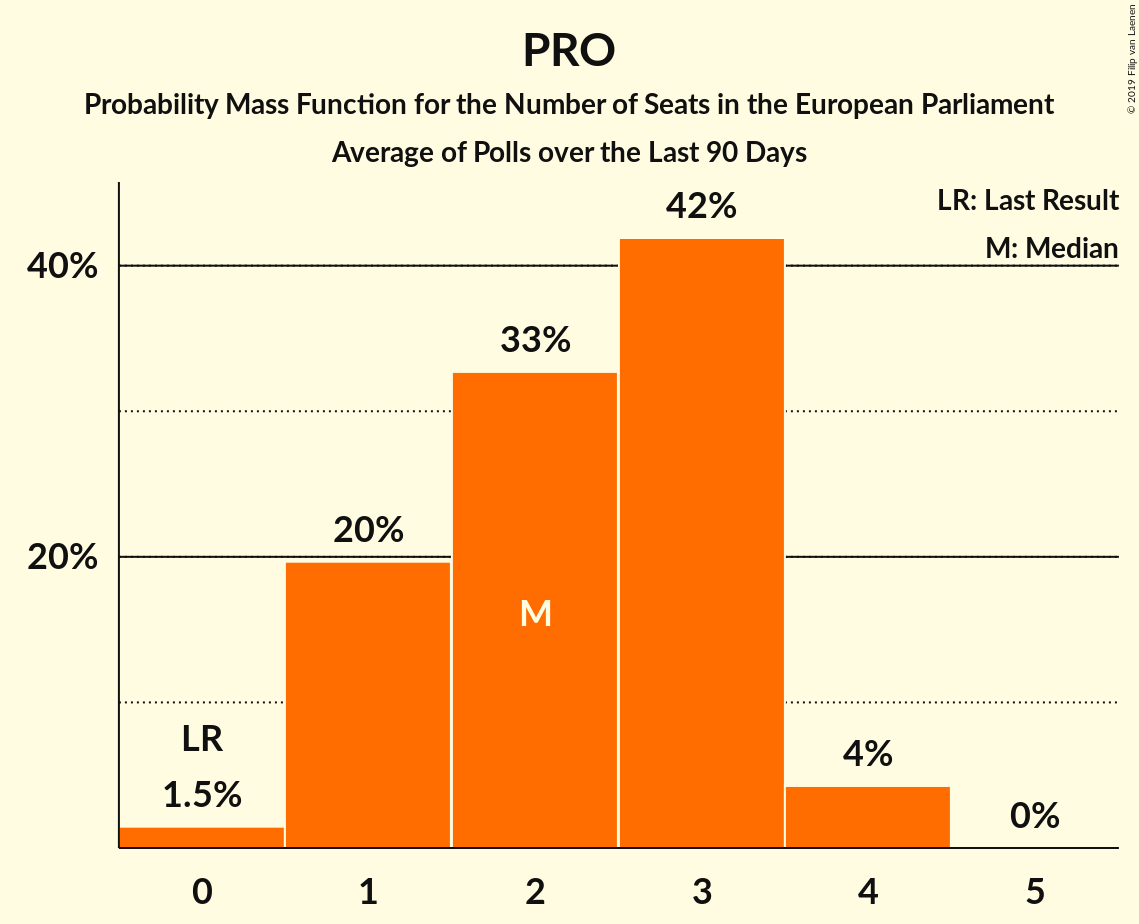 PRO
Probability Mass Function for the Number of Seats in the European Parliament
Average of Polls over the Last 90 Days
© 2019 Filip van Laenen
LR: Last Result
M: Median
42%
40%
33%
20%
20%
M
LR
1.5%
4%
0%
0 1 2 3 4 5